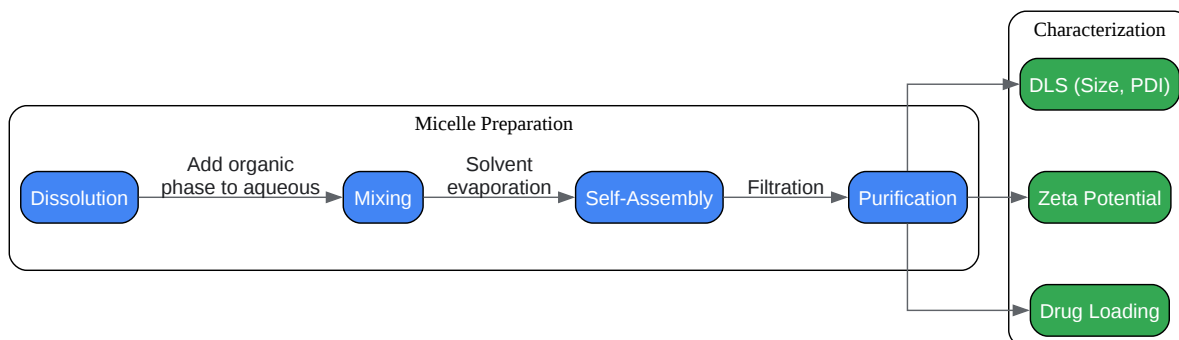 Characterization
DLS (Size, PDI)
Micelle Preparation
Dissolution
Add organic
phase to aqueous
Mixing
Solvent
evaporation
Self-Assembly
Filtration
Purification
Zeta Potential
Drug Loading